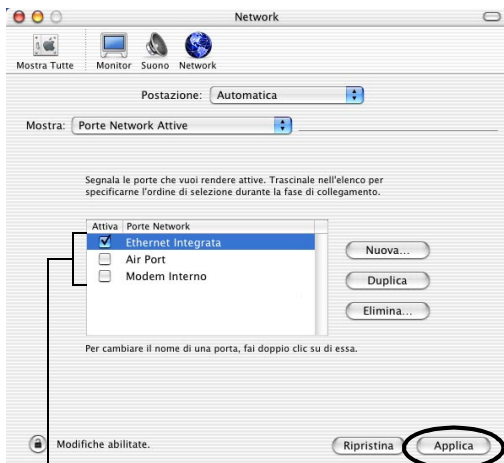 Network
Mostra Tutte Monitor Suono Network
Postazione: Automatica
Mostra: Porte Network Attive
Segnala le porte che vuoi rendere attive. Trascinale nell'elenco per
specificarne l'ordine di selezione durante la fase di collegamento.
Attiva Porte Network
Ethernet Integrata
Air Port
Modem Interno
Nuova...
Duplica
Elimina...
Per cambiare il nome di una porta, fai doppio clic su di essa.
Modifiche abilitate.
Ripristina Applica